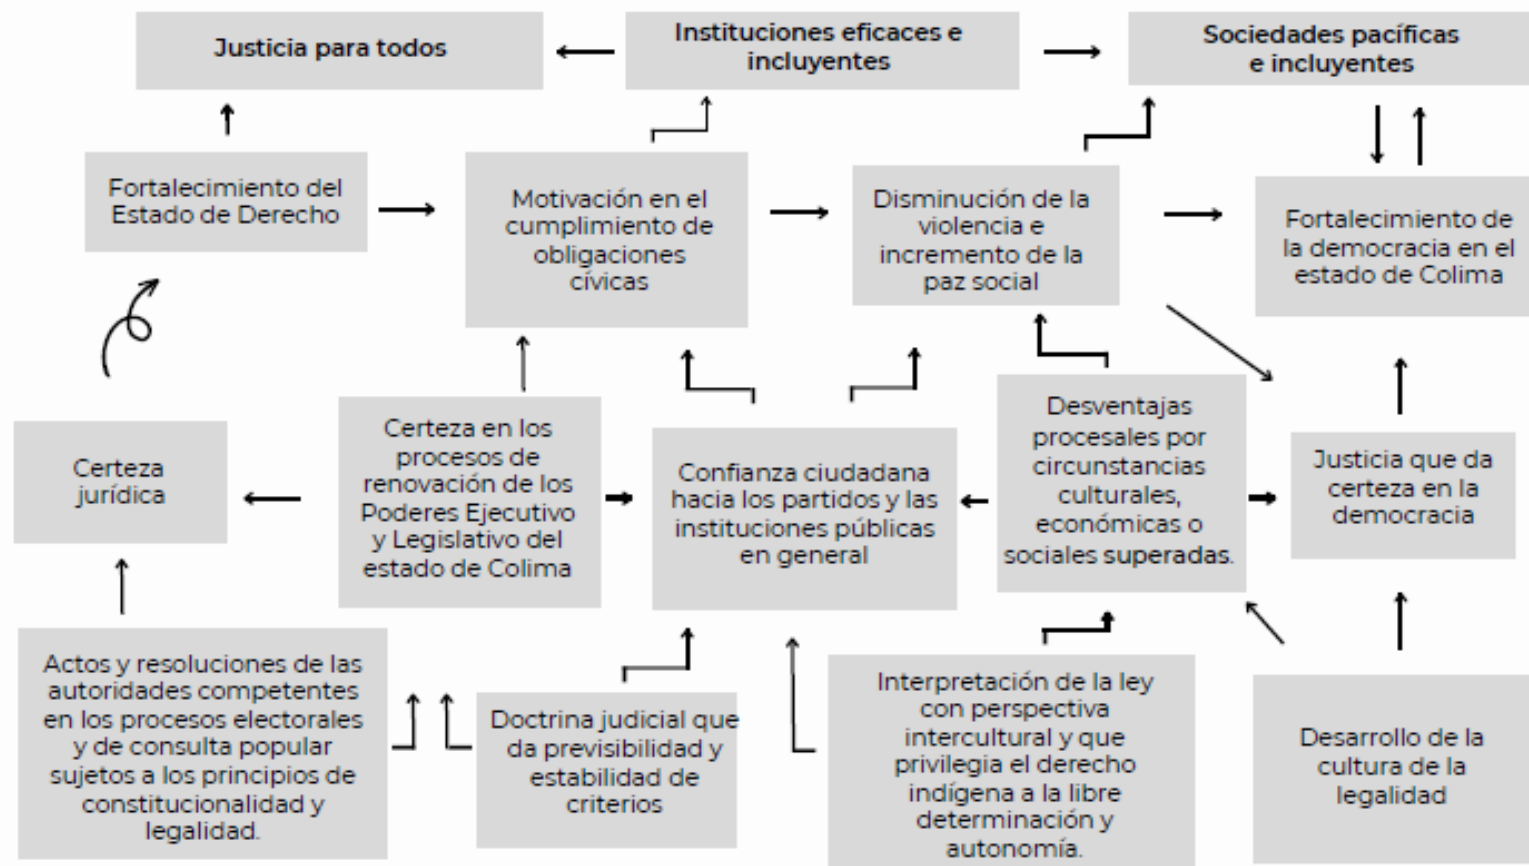 Justicia para todos
Instituciones eficaces e
incluyentes
Sociedades pacíficas
e incluyentes
Fortalecimiento del
Estado de Derecho
Motivación en el
cumplimiento de
obligaciones
cívicas
Disminución de la
violencia e
incremento de la
paz social
Fortalecimiento de
la democracia en el
estado de Colima
Certeza
jurídica
Certeza en los
procesos de
renovación de los
Poderes Ejecutivo
y Legislativo del
estado de Colima
Confianza ciudadana
hacia los partidos y las
instituciones públicas
en general
Desventajas
procesales por
circunstancias
culturales,
económicas o
sociales superadas.
Justicia que da
certeza en la
democracia
Actos y resoluciones de las
autoridades competentes
en los procesos electorales
y de consulta popular
sujetos a los principios de
constitucionalidad y
legalidad.
Doctrina judicial que
da previsibilidad y
estabilidad de
criterios
Interpretación de la ley
con perspectiva
intercultural y que
privilegia el derecho
indígena a la libre
determinación y
autonomía.
Desarrollo de la
cultura de la
legalidad